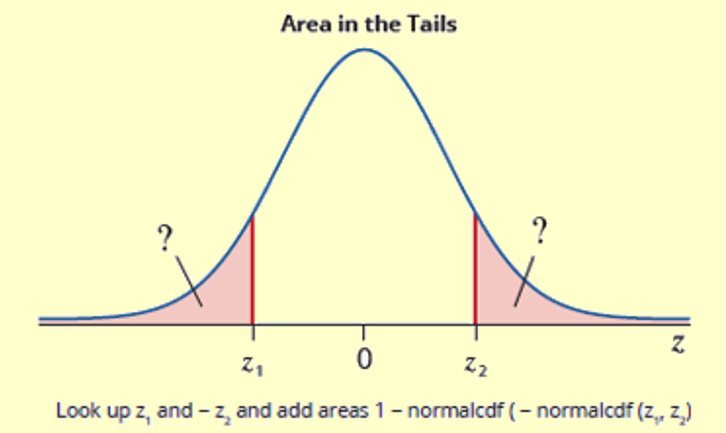 Area in the Tails
? ?
z₁ 0 z₂ z
Look up z₁ and – z₂ and add areas 1 – normalcdf ( – normalcdf (z₁, z₂)